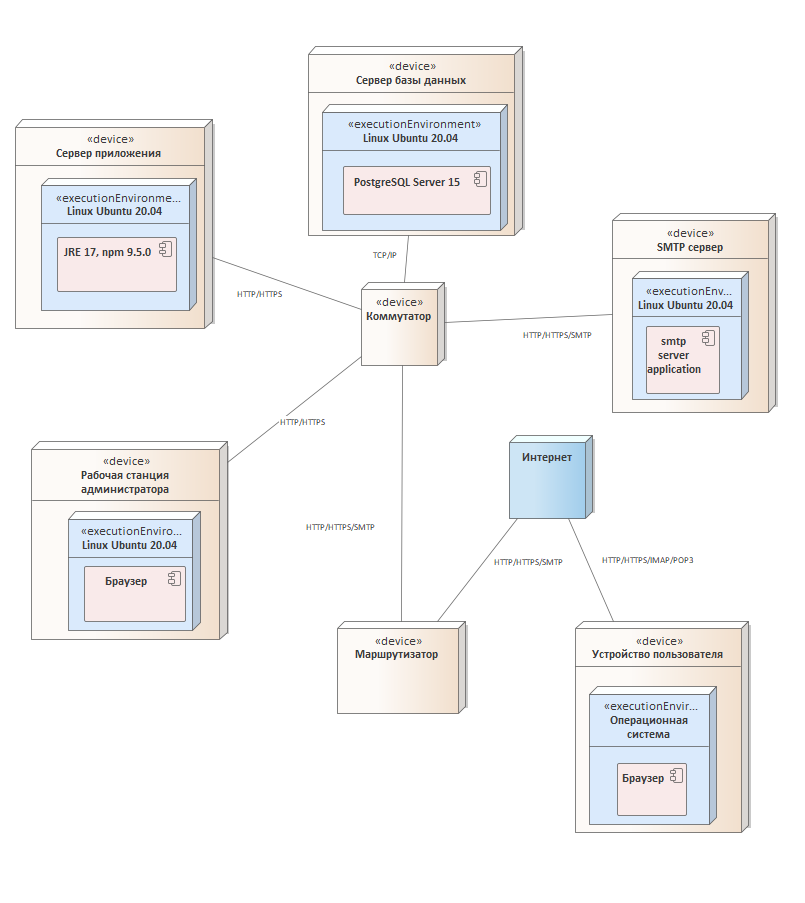 «device»
Сервер базы данных
«executionEnvironment»
Linux Ubuntu 20.04
PostgreSQL Server 15
«device»
Сервер приложения
«executionEnvironme...
Linux Ubuntu 20.04
JRE 17, npm 9.5.0
«device»
SMTP сервер
«executionEnv...
Linux Ubuntu 20.04
smtp
server
application
TCP/IP
HTTP/HTTPS
«device»
Коммутатор
HTTP/HTTPS/SMTP
HTTP/HTTPS
«device»
Рабочая станция
администратора
«executionEnviro...
Linux Ubuntu 20.04
Браузер
Интернет
HTTP/HTTPS/SMTP
HTTP/HTTPS/SMTP
HTTP/HTTPS/IMAP/POP3
«device»
Маршрутизатор
«device»
Устройство пользователя
«executionEnvir...
Операционная
система
Браузер